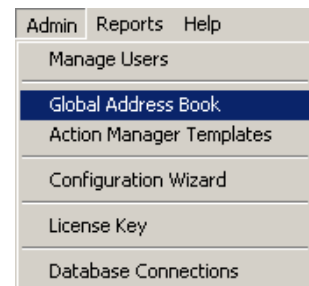 Admin Reports Help
Manage Users
Global Address Book
Action Manager Templates
Configuration Wizard
License Key
Database Connections